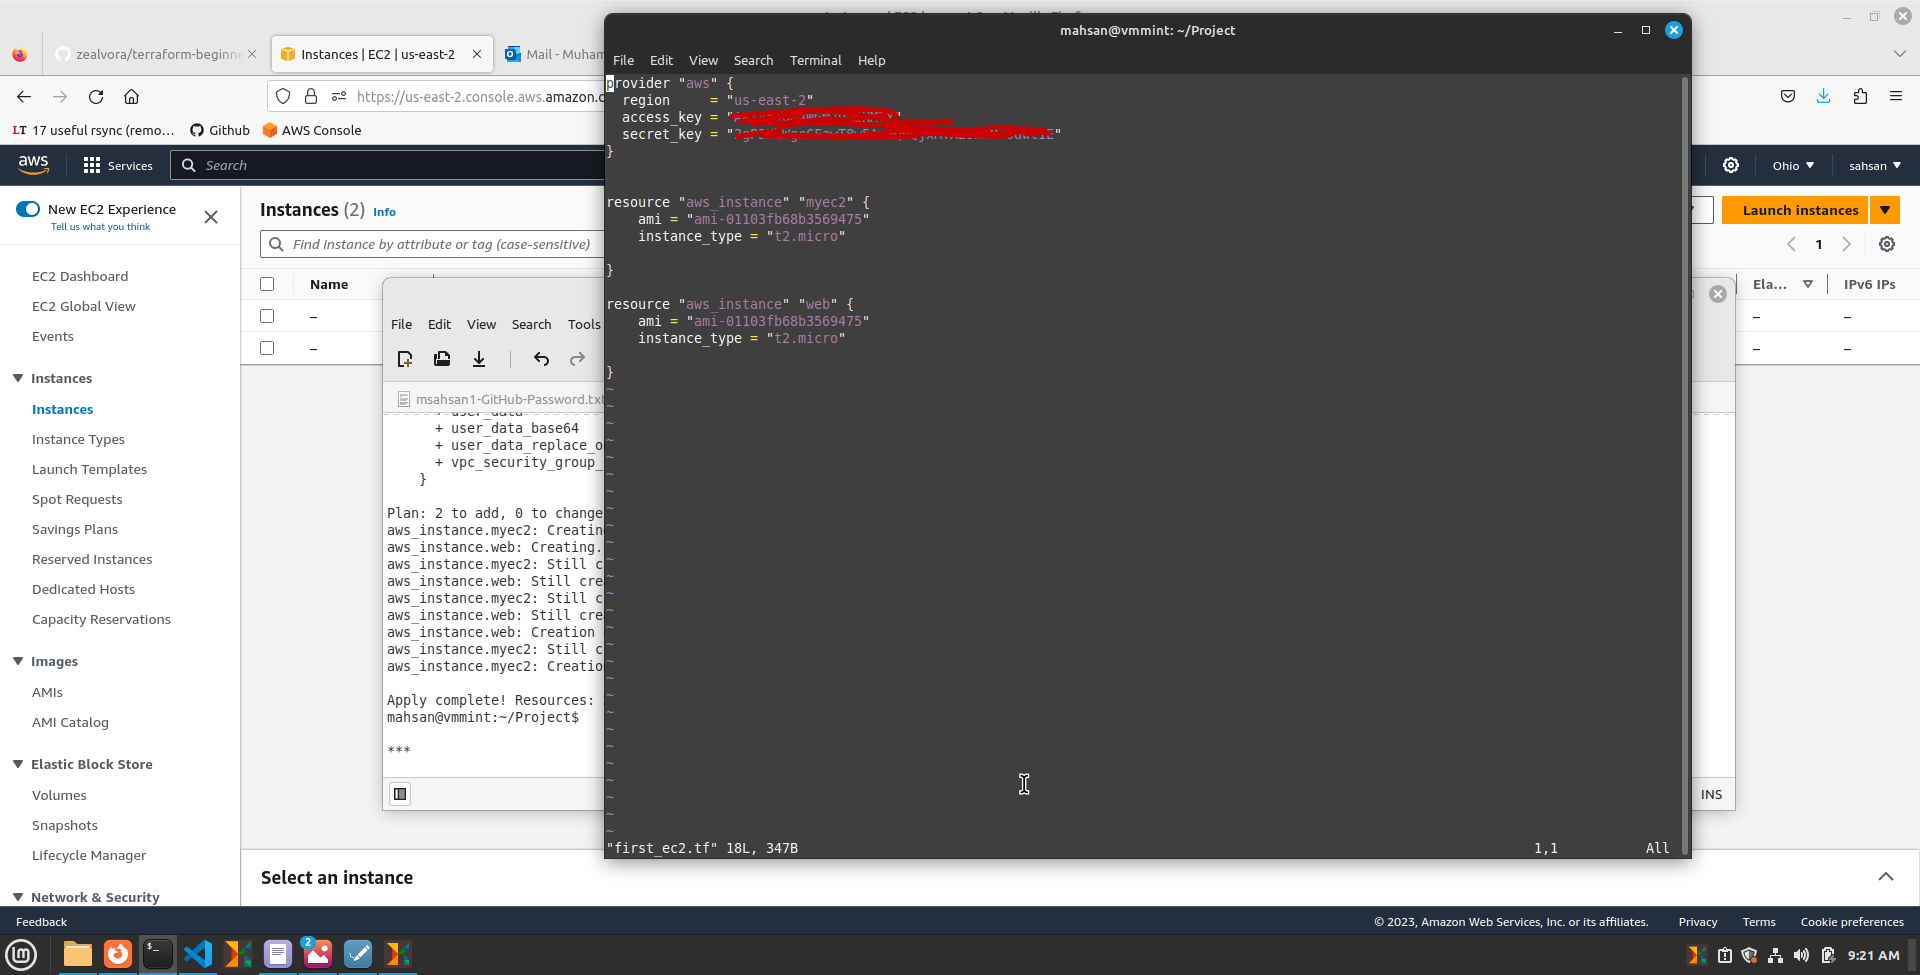 zealvora/terraform-beginne
Instances | EC2 | us-east-2
Mail - Muham
https://us-east-2.console.aws.amazon.c
LT 17 useful rsync (remo...
Github
AWS Console
aws
Services
Search
Ohio
sahsan
New EC2 Experience
Tell us what you think
EC2 Dashboard
EC2 Global View
Events
Instances
Instances
Instance Types
Launch Templates
Spot Requests
Savings Plans
Reserved Instances
Dedicated Hosts
Capacity Reservations
Images
AMIs
AMI Catalog
Elastic Block Store
Volumes
Snapshots
Lifecycle Manager
Network & Security
Instances (2) Info
Find instance by attribute or tag (case-sensitive)
Launch instances
1
Name
Ela...
IPv6 IPs
– – –
– – –
File Edit View Search Tools
msahsan1-GitHub-Password.txt
+ user_data
+ user_data_base64
+ user_data_replace_o
+ vpc_security_group_
}
Plan: 2 to add, 0 to change
aws_instance.myec2: Creatin
aws_instance.web: Creating.
aws_instance.myec2: Still c
aws_instance.web: Still cre
aws_instance.myec2: Still c
aws_instance.web: Still cre
aws_instance.web: Creation
aws_instance.myec2: Still c
aws_instance.myec2: Creatio
Apply complete! Resources:
mahsan@vmmint:~/Project$
***
INS
mahsan@vmmint: ~/Project
File Edit View Search Terminal Help
provider "aws" {
region = "us-east-2"
access_key = "
secret_key = "
}
resource "aws_instance" "myec2" {
ami = "ami-01103fb68b3569475"
instance_type = "t2.micro"
}
resource "aws_instance" "web" {
ami = "ami-01103fb68b3569475"
instance_type = "t2.micro"
}
"first_ec2.tf" 18L, 347B
1,1
All
Select an instance
Feedback
© 2023, Amazon Web Services, Inc. or its affiliates.
Privacy
Terms
Cookie preferences
2
9:21 AM